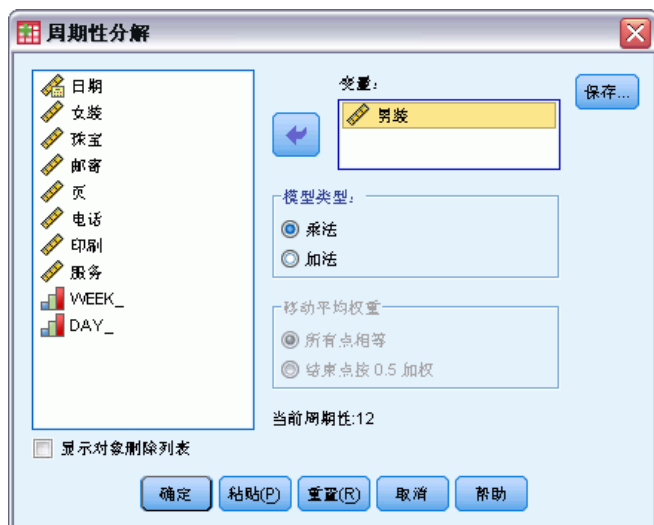 周期性分解
日期
女装
珠宝
邮寄
页
电话
印刷
服务
WEEK_
DAY_
变量:
男装
保存...
模型类型:
乘法
加法
移动平均权重
所有点相等
结束点按 0.5 加权
当前周期性:12
显示对象删除列表
确定
粘贴(P)
重置(R)
取消
帮助